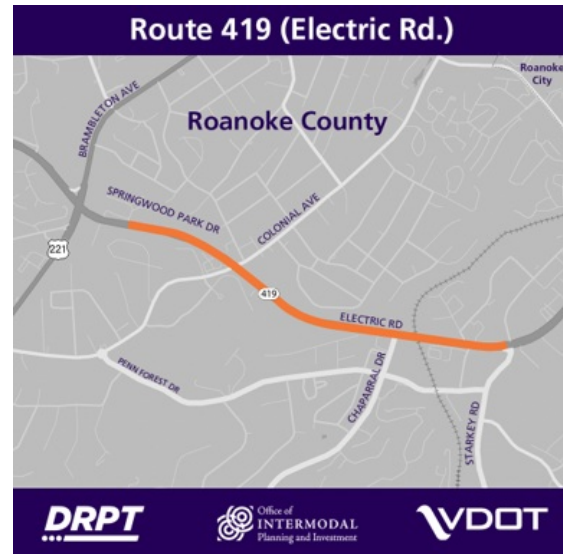 Route 419 (Electric Rd.)
Roanoke
City
BRAMBLETON AVE
Roanoke County
SPRINGWOOD PARK DR
COLONIAL AVE
221
419
ELECTRIC RD
PENN FOREST DR
CHAPARRAL DR
STARKEY RD
DRPT
Office of
INTERMODAL
Planning and Investment
VDOT